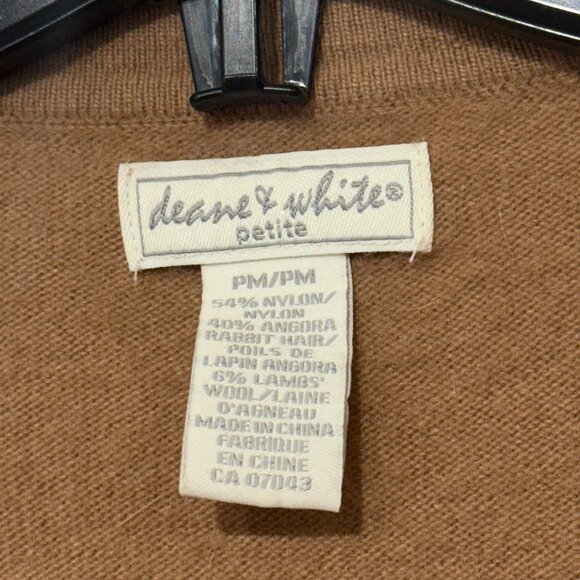 deane & white®
petite
PM/PM
54% NYLON/
NYLON
40% ANGORA
RABBIT HAIR/
POILS DE
LAPIN ANGORA
6% LAMBS'
WOOL/LAINE
D'AGNEAU
MADE IN CHINA
FABRIQUE
EN CHINE
CA 07043